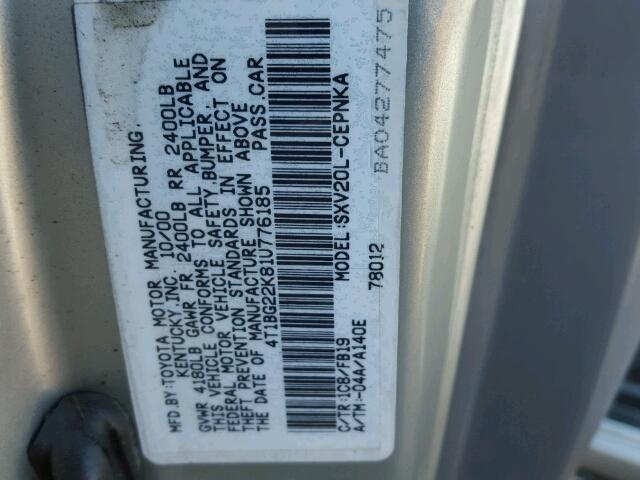 MFD.BY:TOYOTA MOTOR MANUFACTURING.
KENTUCKY INC. 10/00
GVWR 4180LB GAWR FR 2400LB RR 2400LB
THIS VEHICLE CONFORMS TO ALL APPLICABLE
FEDERAL MOTOR VEHICLE SAFETY, BUMPER, AND
THEFT PREVENTION STANDARDS IN EFFECT ON
THE DATE OF MANUFACTURE SHOWN ABOVE
4T1BG22K81U776185 PASS.CAR
C/TR:1C8/FB19 MODEL:SXV20L-CEPNKA
A/TM:-04A/A140E 78012
BA04277475